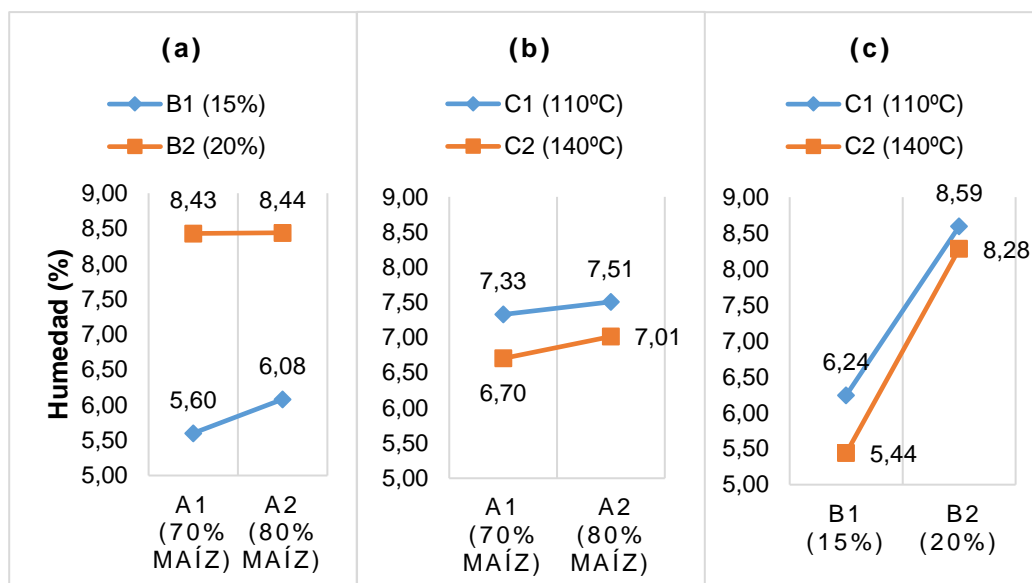 (a)
B1 (15%)
B2 (20%)
Humedad (%)
9,00
8,50
8,00
7,50
7,00
6,50
6,00
5,50
5,00
8,43
8,44
5,60
6,08
A1
(70%
MAÍZ)
A2
(80%
MAÍZ)
(b)
C1 (110ºC)
C2 (140ºC)
9,00
8,50
8,00
7,50
7,00
6,50
6,00
5,50
5,00
7,33
7,51
6,70
7,01
A1
(70%
MAÍZ)
A2
(80%
MAÍZ)
(c)
C1 (110ºC)
C2 (140ºC)
9,00
8,50
8,00
7,50
7,00
6,50
6,00
5,50
5,00
8,59
8,28
6,24
5,44
B1
(15%)
B2
(20%)